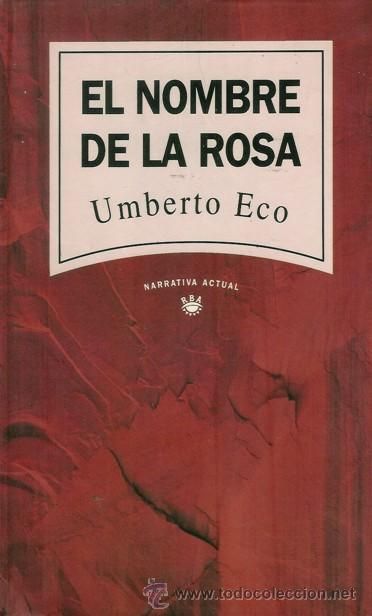 EL NOMBRE
DE LA ROSA
Umberto Eco
NARRATIVA ACTUAL
RBA
www.todocoleccion.net